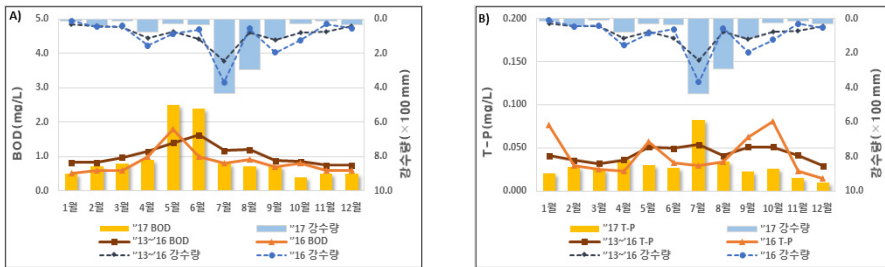 A)
5.0
4.0
3.0
2.0
1.0
0.0
BOD(mg/L)
0.0
2.0
4.0
6.0
8.0
10.0
강수량(×100 mm)
1월 2월 3월 4월 5월 6월 7월 8월 9월 10월 11월 12월
'17 BOD '17 강수량
'13~'16 BOD '16 BOD
'13~'16 강수량 '16 강수량
B)
0.200
0.150
0.100
0.050
0.000
T-P(mg/L)
0.0
2.0
4.0
6.0
8.0
10.0
강수량(×100 mm)
1월 2월 3월 4월 5월 6월 7월 8월 9월 10월 11월 12월
'17 T-P '17 강수량
'13~'16 T-P '16 T-P
'13~'16 강수량 '16 강수량